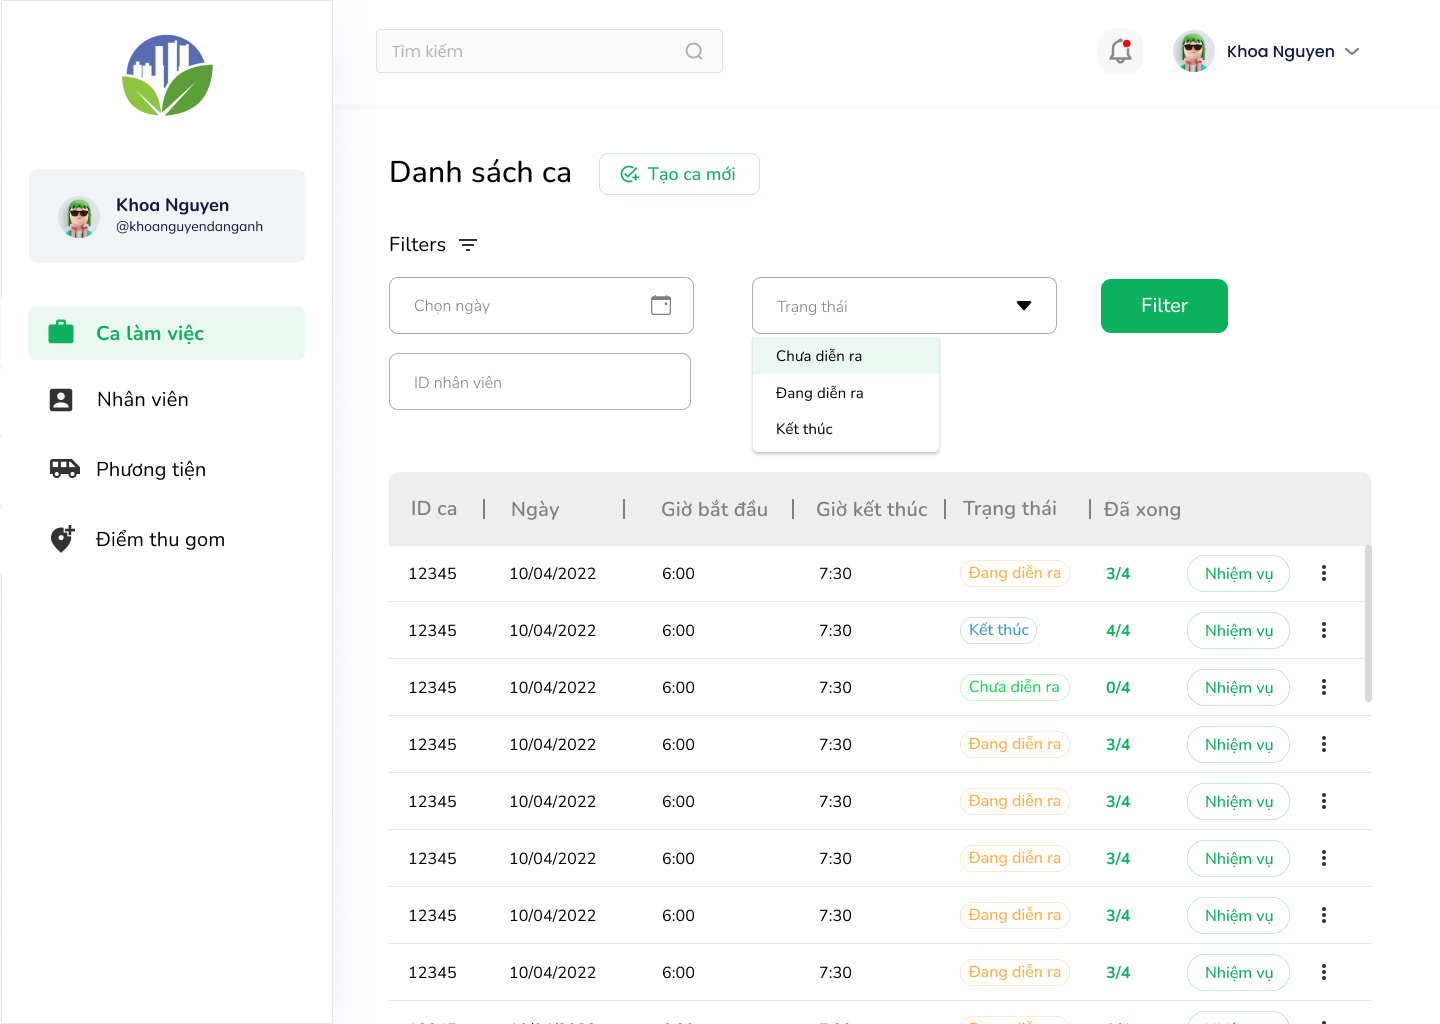 Tìm kiếm
Khoa Nguyen
Khoa Nguyen
@khoanguyendanganh
Ca làm việc
Nhân viên
Phương tiện
Điểm thu gom
Danh sách ca
Tạo ca mới
Filters
Chọn ngày
Trạng thái
Filter
ID nhân viên
Chưa diễn ra
Đang diễn ra
Kết thúc
ID ca | Ngày | Giờ bắt đầu | Giờ kết thúc | Trạng thái | Đã xong
12345 10/04/2022 6:00 7:30 Đang diễn ra 3/4 Nhiệm vụ
12345 10/04/2022 6:00 7:30 Kết thúc 4/4 Nhiệm vụ
12345 10/04/2022 6:00 7:30 Chưa diễn ra 0/4 Nhiệm vụ
12345 10/04/2022 6:00 7:30 Đang diễn ra 3/4 Nhiệm vụ
12345 10/04/2022 6:00 7:30 Đang diễn ra 3/4 Nhiệm vụ
12345 10/04/2022 6:00 7:30 Đang diễn ra 3/4 Nhiệm vụ
12345 10/04/2022 6:00 7:30 Đang diễn ra 3/4 Nhiệm vụ
12345 10/04/2022 6:00 7:30 Đang diễn ra 3/4 Nhiệm vụ